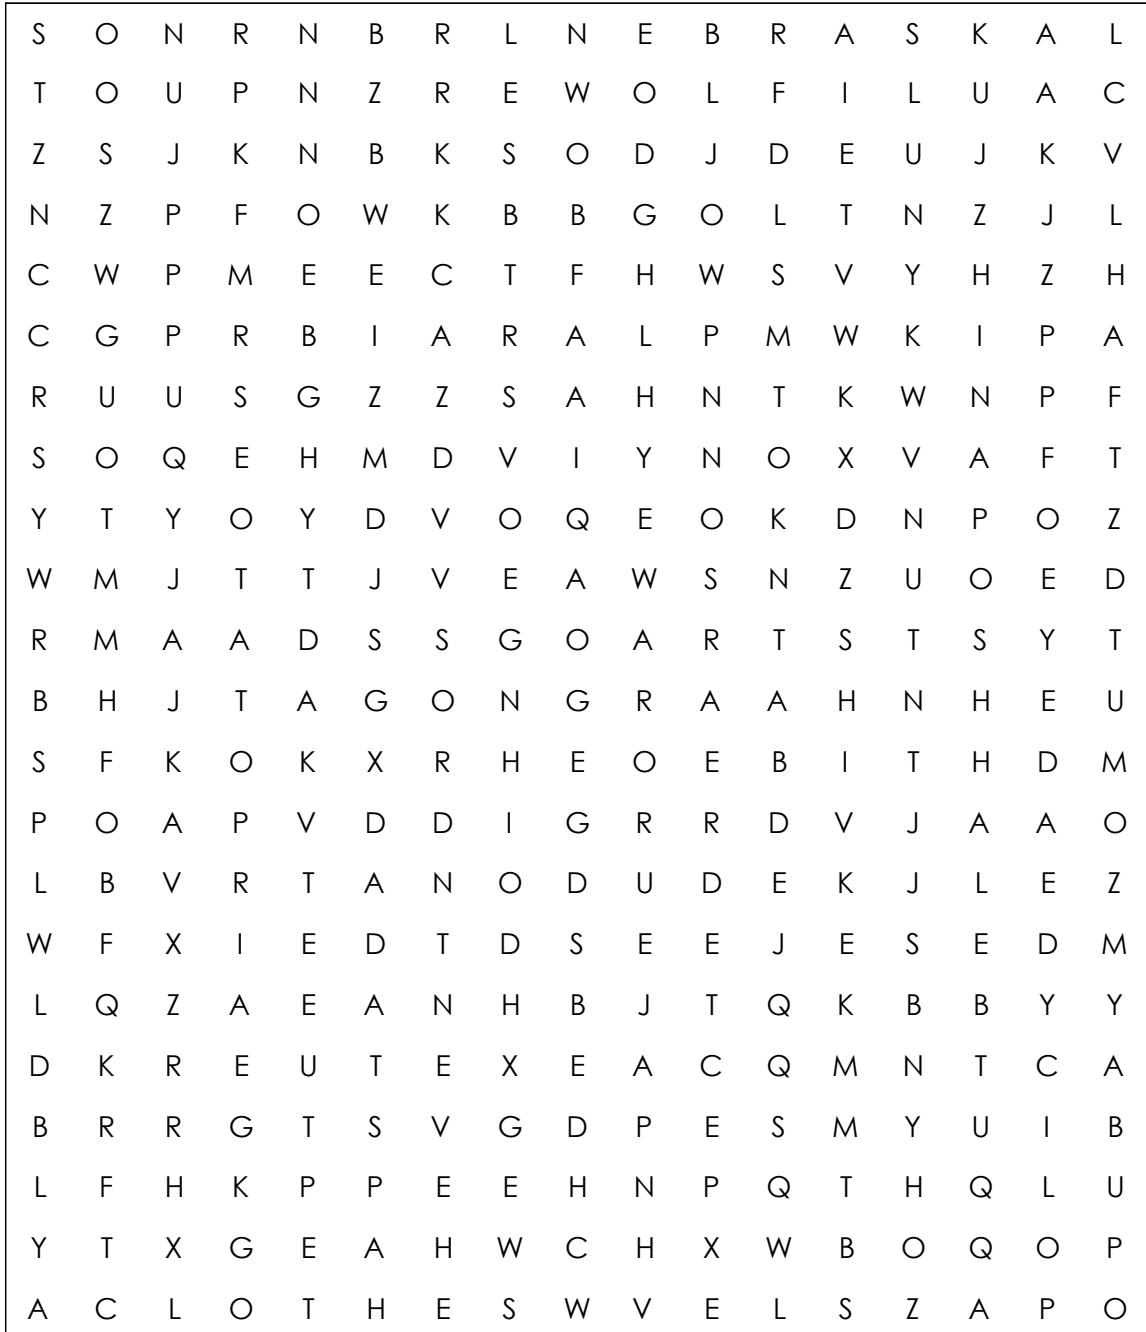 S O N R N B R L N E B R A S K A L
T O U P N Z R E W O L F I L U A C
Z S J K N B K S O D J D E U J K V
N Z P F O W K B B G O L T N Z J L
C W P M E E C T F H W S V Y H Z H
C G P R B I A R A L P M W K I P A
R U U S G Z Z S A H N T K W N P F
S O Q E H M D V I Y N O X V A F T
Y T Y O Y D V O Q E O K D N P O Z
W M J T T J V E A W S N Z U O E D
R M A A D S S G O A R T S T S Y T
B H J T A G O N G R A A H N H E U
S F K O K X R H E O E B I T H D M
P O A P V D D I G R R D V J A A O
L B V R T A N O D U D E K J L E Z
W F X I E D T D S E E J E S E D M
L Q Z A E A N H B J T Q K B B Y Y
D K R E U T E X E A C Q M N T C A
B R R G T S V G D P E S M Y U I B
L F H K P P E E H N P Q T H Q L U
Y T X G E A H W C H X W B O Q O P
A C L O T H E S W V E L S Z A P O